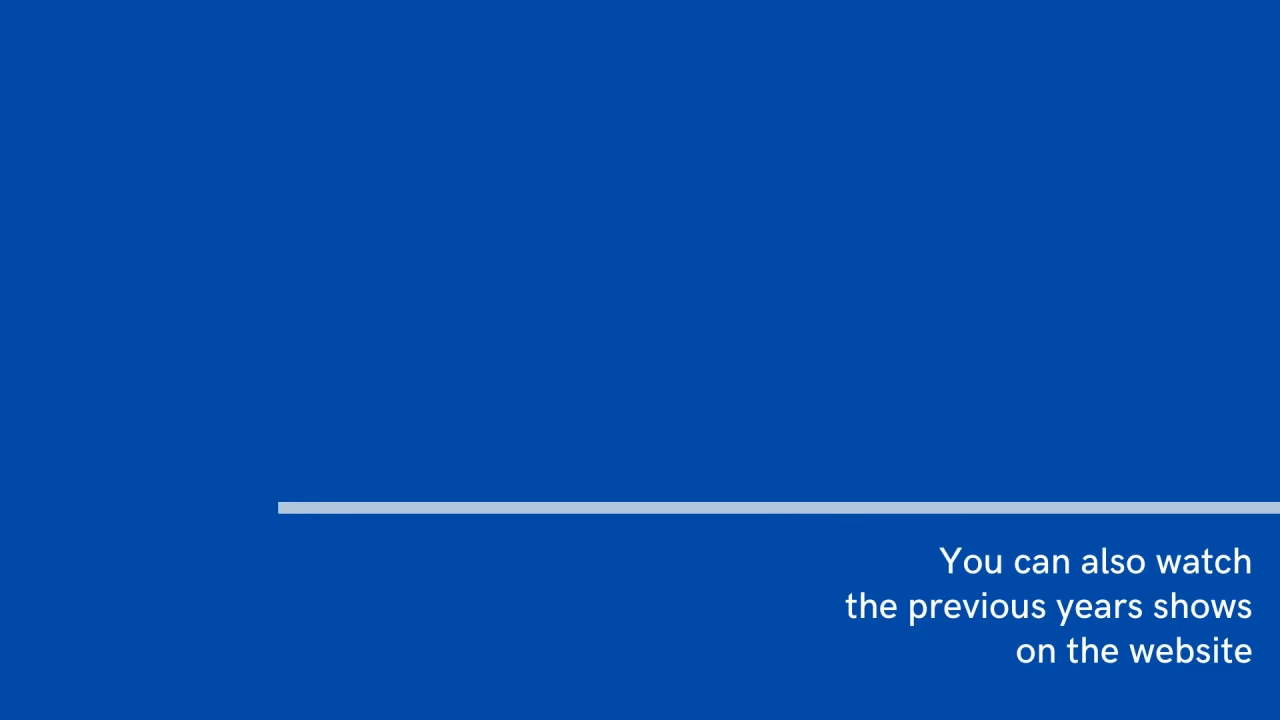 You can also watch
the previous years shows
on the website